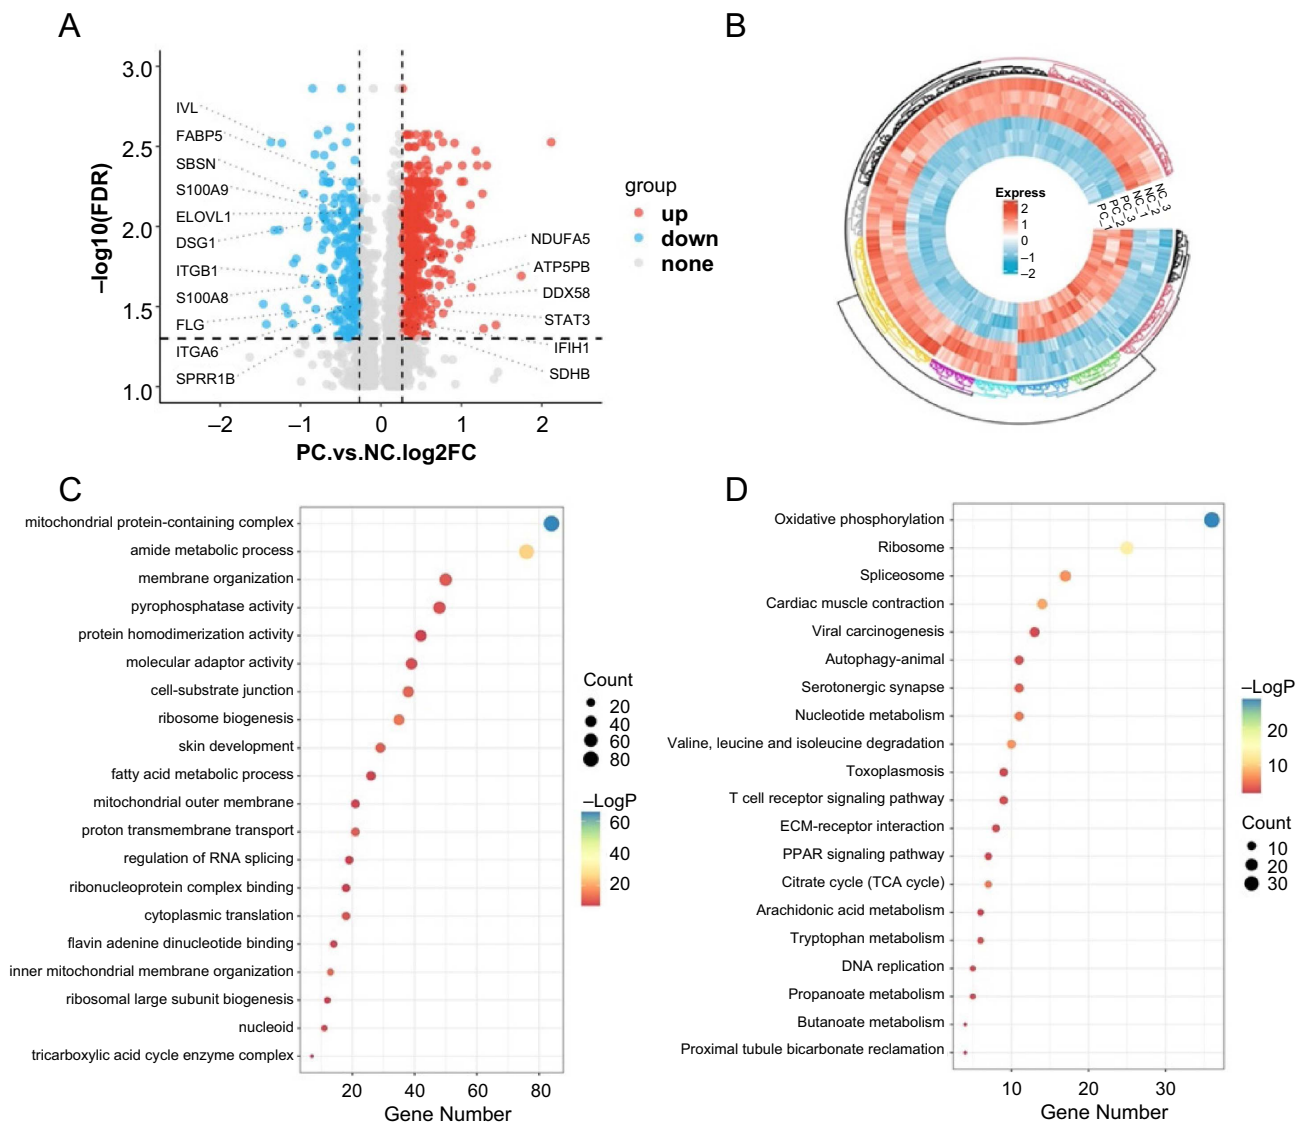 A
3.0
2.5
2.0
1.5
1.0
–log10(FDR)
IVL
FABP5
SBSN
S100A9
ELOVL1
DSG1
ITGB1
S100A8
FLG
ITGA6
SPRR1B
NDUFA5
ATP5PB
DDX58
STAT3
IFIH1
SDHB
–2
–1
0
1
2
PC.vs.NC.log2FC
group
up
down
none
B
Express
2
1
0
–1
–2
PC_1
PC_2
PC_3
NC_1
NC_2
NC_3
C
mitochondrial protein-containing complex
amide metabolic process
membrane organization
pyrophosphatase activity
protein homodimerization activity
molecular adaptor activity
cell-substrate junction
ribosome biogenesis
skin development
fatty acid metabolic process
mitochondrial outer membrane
proton transmembrane transport
regulation of RNA splicing
ribonucleoprotein complex binding
cytoplasmic translation
flavin adenine dinucleotide binding
inner mitochondrial membrane organization
ribosomal large subunit biogenesis
nucleoid
tricarboxylic acid cycle enzyme complex
20
40
60
80
Gene Number
Count
20
40
60
80
–LogP
60
40
20
D
Oxidative phosphorylation
Ribosome
Spliceosome
Cardiac muscle contraction
Viral carcinogenesis
Autophagy-animal
Serotonergic synapse
Nucleotide metabolism
Valine, leucine and isoleucine degradation
Toxoplasmosis
T cell receptor signaling pathway
ECM-receptor interaction
PPAR signaling pathway
Citrate cycle (TCA cycle)
Arachidonic acid metabolism
Tryptophan metabolism
DNA replication
Propanoate metabolism
Butanoate metabolism
Proximal tubule bicarbonate reclamation
10
20
30
Gene Number
–LogP
20
10
Count
10
20
30